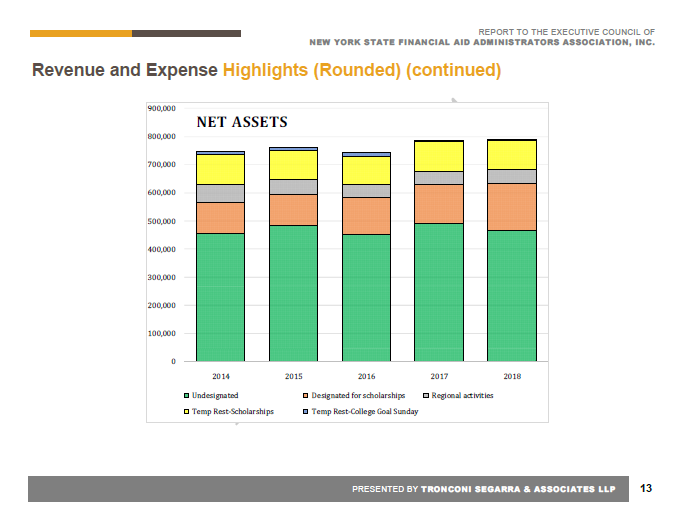 REPORT TO THE EXECUTIVE COUNCIL OF
NEW YORK STATE FINANCIAL AID ADMINISTRATORS ASSOCIATION, INC.
Revenue and Expense Highlights (Rounded) (continued)
NET ASSETS
900,000
800,000
700,000
600,000
500,000
400,000
300,000
200,000
100,000
0
2014 2015 2016 2017 2018
Undesignated Designated for scholarships Regional activities
Temp Rest-Scholarships Temp Rest-College Goal Sunday
PRESENTED BY TRONCONI SEGARRA & ASSOCIATES LLP 13